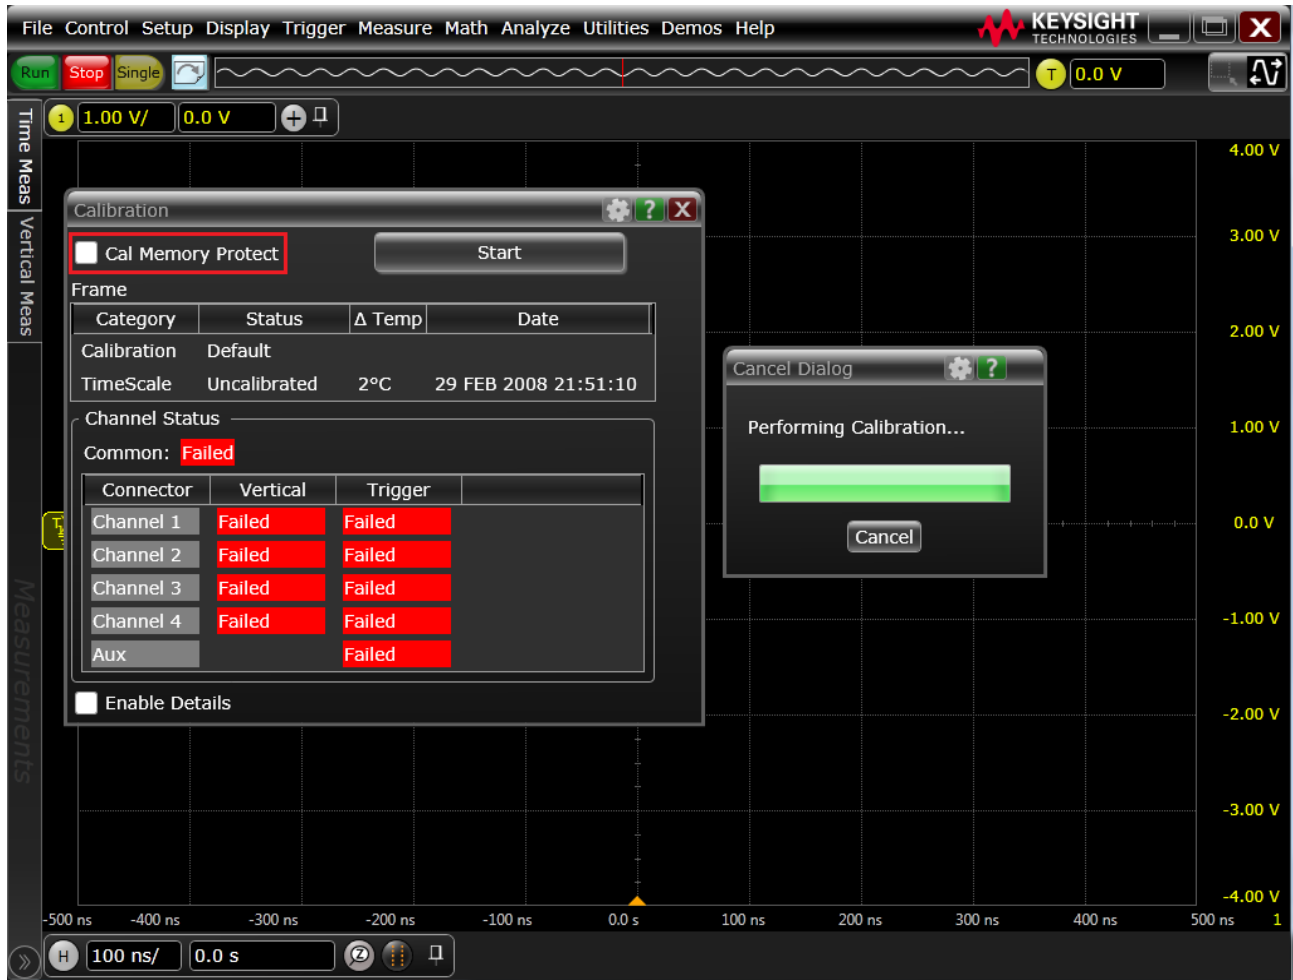 File Control Setup Display Trigger Measure Math Analyze Utilities Demos Help
KEYSIGHT
TECHNOLOGIES
Run Stop Single
T 0.0 V
Time Meas
Vertical Meas
Measurements
1 1.00 V/ 0.0 V
4.00 V
3.00 V
2.00 V
1.00 V
0.0 V
-1.00 V
-2.00 V
-3.00 V
-4.00 V
Calibration ? X
Cal Memory Protect Start
Frame
Category Status Δ Temp Date
Calibration Default
TimeScale Uncalibrated 2°C 29 FEB 2008 21:51:10
Channel Status
Common: Failed
Connector Vertical Trigger
Channel 1 Failed Failed
Channel 2 Failed Failed
Channel 3 Failed Failed
Channel 4 Failed Failed
Aux Failed
Enable Details
Cancel Dialog ?
Performing Calibration...
Cancel
T
-500 ns -400 ns -300 ns -200 ns -100 ns 0.0 s 100 ns 200 ns 300 ns 400 ns 500 ns 1
H 100 ns/ 0.0 s Z